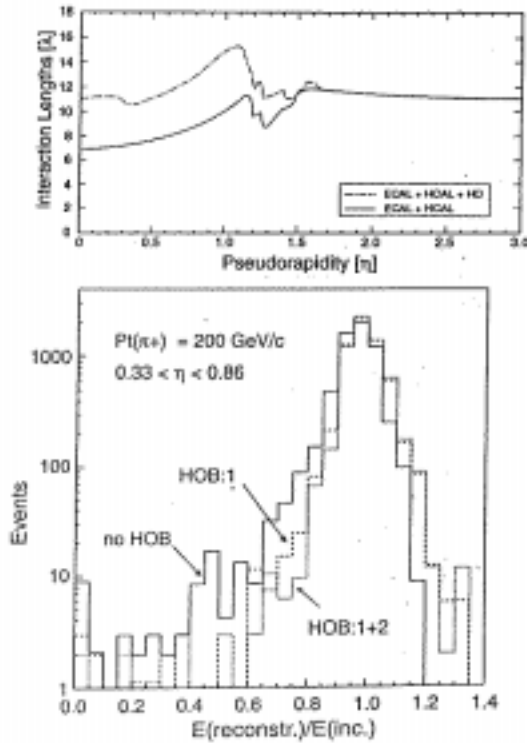 18
16
14
12
10
8
6
4
2
0
Interaction Lengths [λ]
ECAL + HCAL + HO
ECAL + HCAL
0 0.5 1.0 1.5 2.0 2.5 3.0
Pseudorapidity [η]
Pt(π+) = 200 GeV/c
0.33 < η < 0.86
1000
100
10
1
Events
HOB:1
no HOB
HOB:1+2
0.0 0.2 0.4 0.6 0.8 1.0 1.2 1.4
E(reconstr.)/E(inc.)